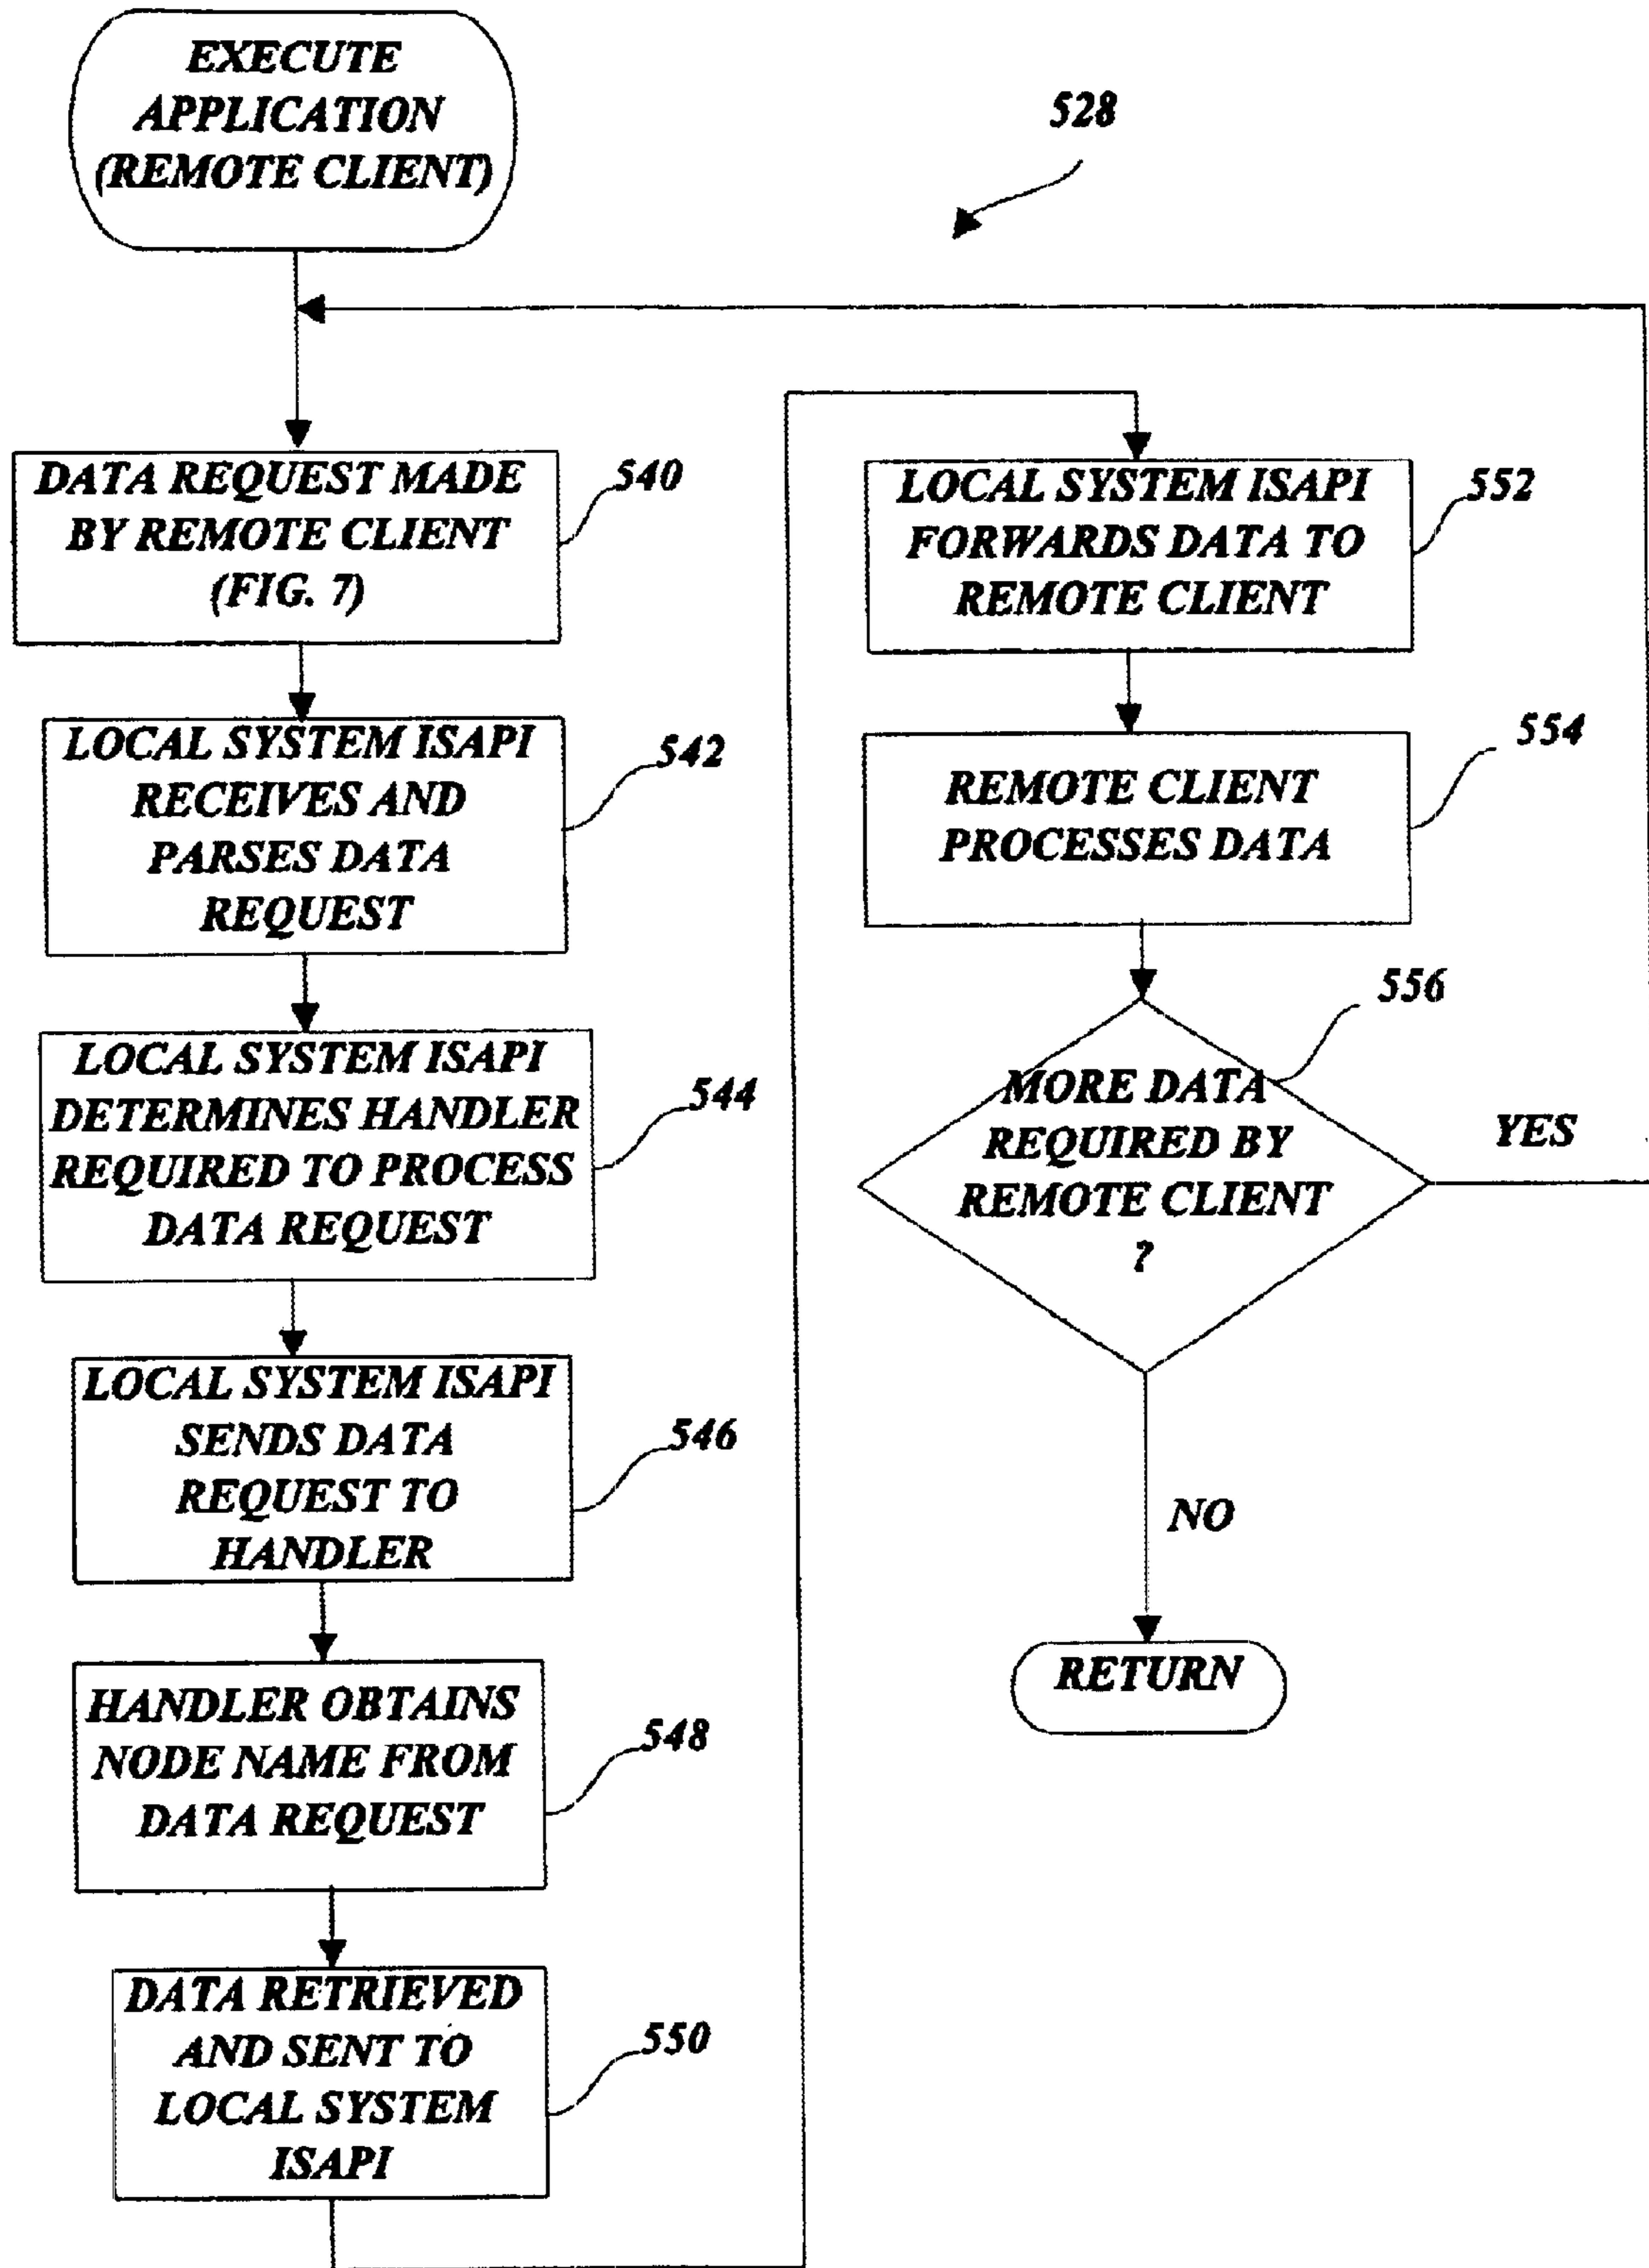 EXECUTE
APPLICATION
(REMOTE CLIENT)
528
DATA REQUEST MADE
BY REMOTE CLIENT
(FIG. 7)
540
LOCAL SYSTEM ISAPI
RECEIVES AND
PARSES DATA
REQUEST
542
LOCAL SYSTEM ISAPI
DETERMINES HANDLER
REQUIRED TO PROCESS
DATA REQUEST
544
LOCAL SYSTEM ISAPI
SENDS DATA
REQUEST TO
HANDLER
546
HANDLER OBTAINS
NODE NAME FROM
DATA REQUEST
548
DATA RETRIEVED
AND SENT TO
LOCAL SYSTEM
ISAPI
550
LOCAL SYSTEM ISAPI
FORWARDS DATA TO
REMOTE CLIENT
552
REMOTE CLIENT
PROCESSES DATA
554
MORE DATA
REQUIRED BY
REMOTE CLIENT
?
556
YES
NO
RETURN